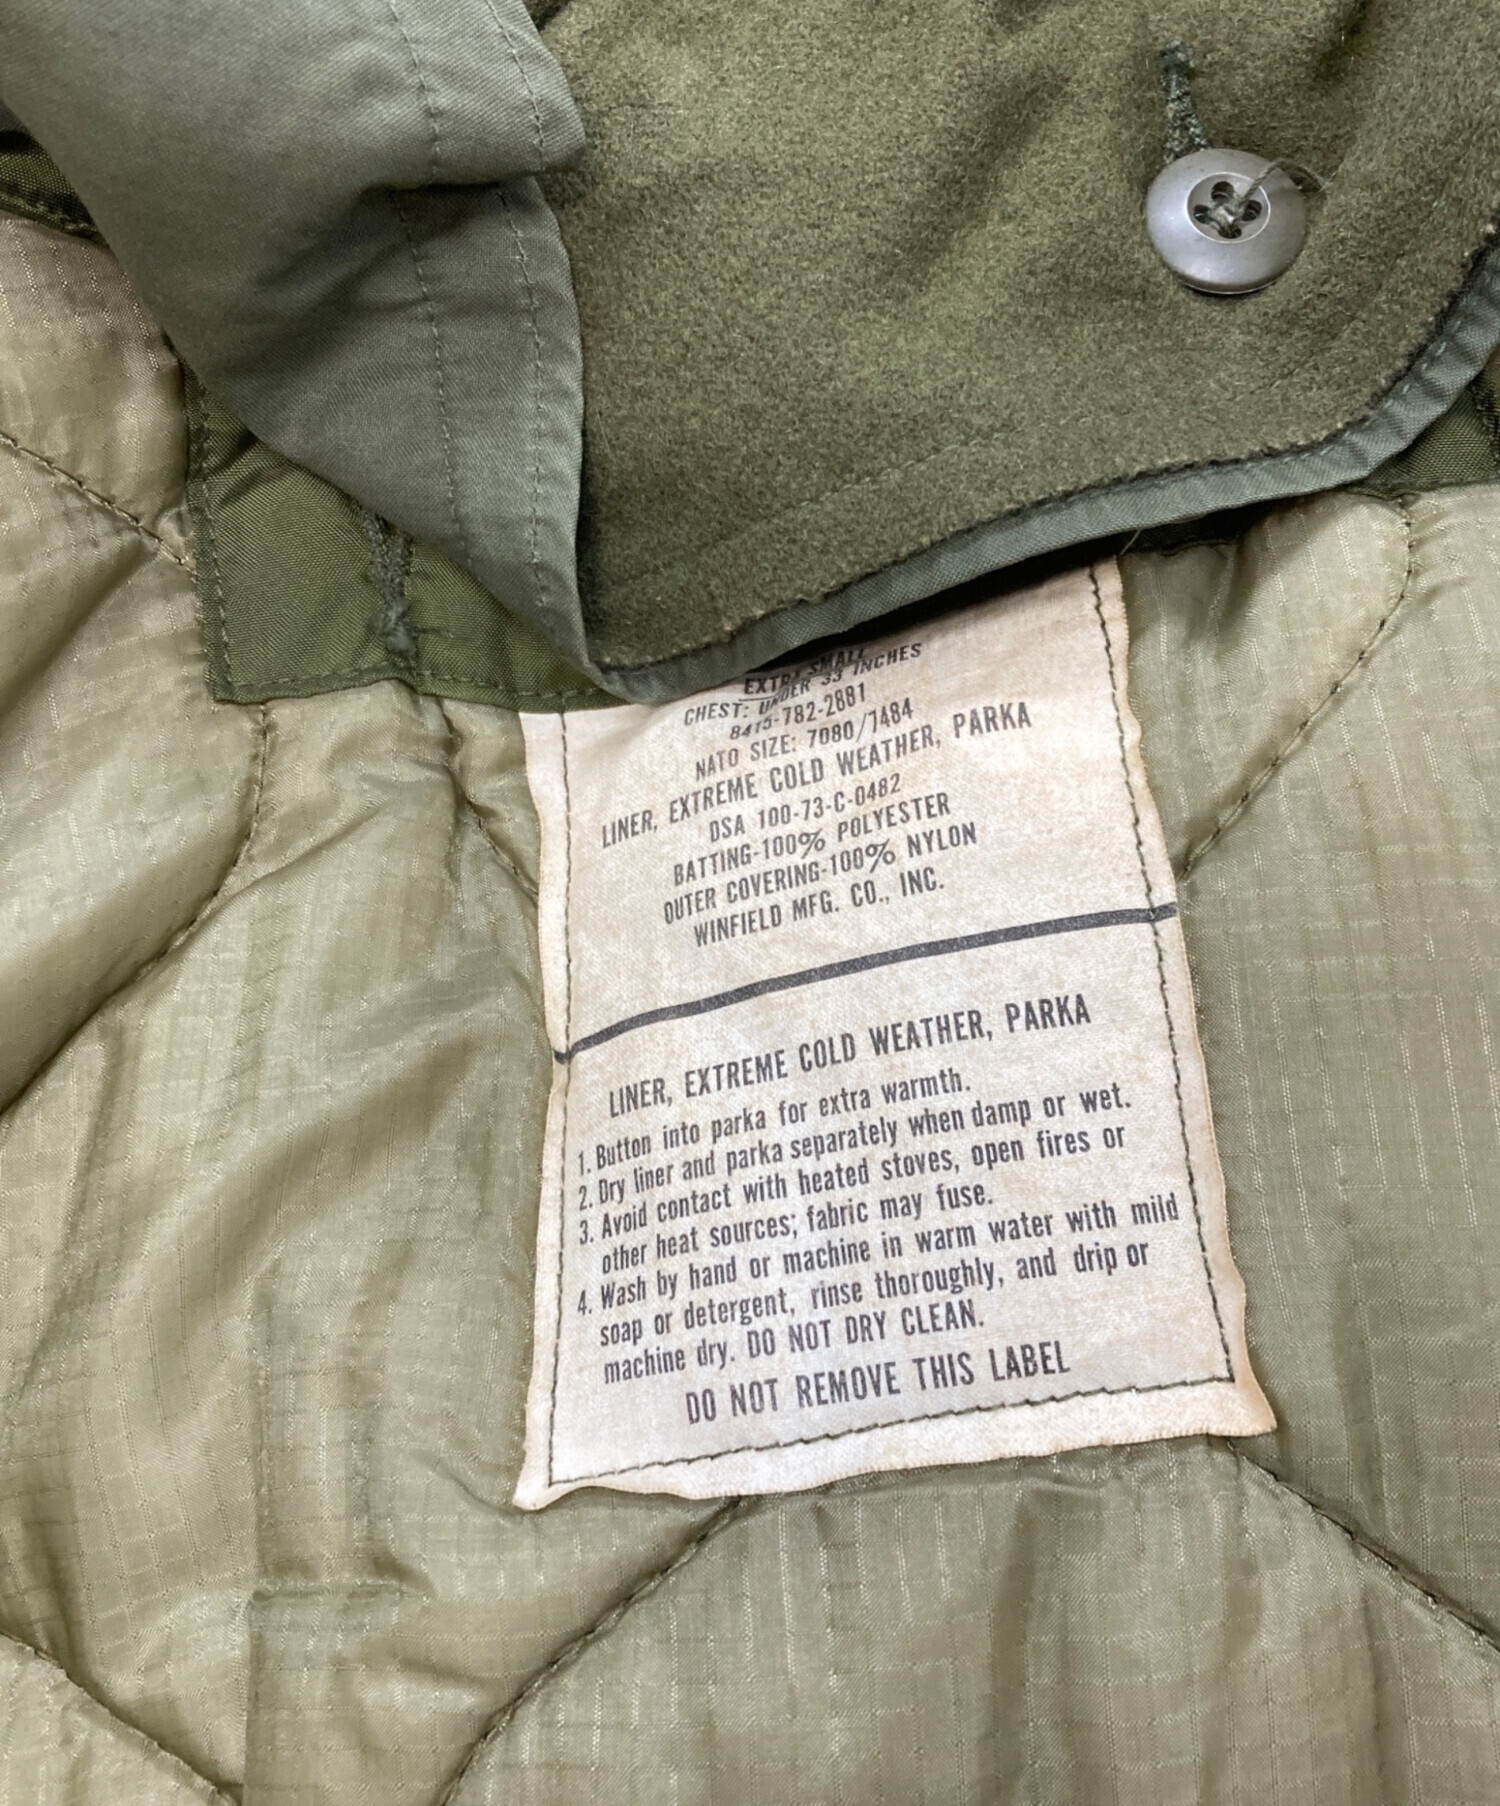 EXTRA SMALL
CHEST: UNDER 33 INCHES
8415-782-2881
NATO SIZE: 7080/7484
LINER, EXTREME COLD WEATHER, PARKA
DSA 100-73-C-0482
BATTING-100% POLYESTER
OUTER COVERING-100% NYLON
WINFIELD MFG. CO., INC.
LINER, EXTREME COLD WEATHER, PARKA
1. Button into parka for extra warmth.
2. Dry liner and parka separately when damp or wet.
3. Avoid contact with heated stoves, open fires or
other heat sources; fabric may fuse.
4. Wash by hand or machine in warm water with mild
soap or detergent, rinse thoroughly, and drip or
machine dry. DO NOT DRY CLEAN.
DO NOT REMOVE THIS LABEL